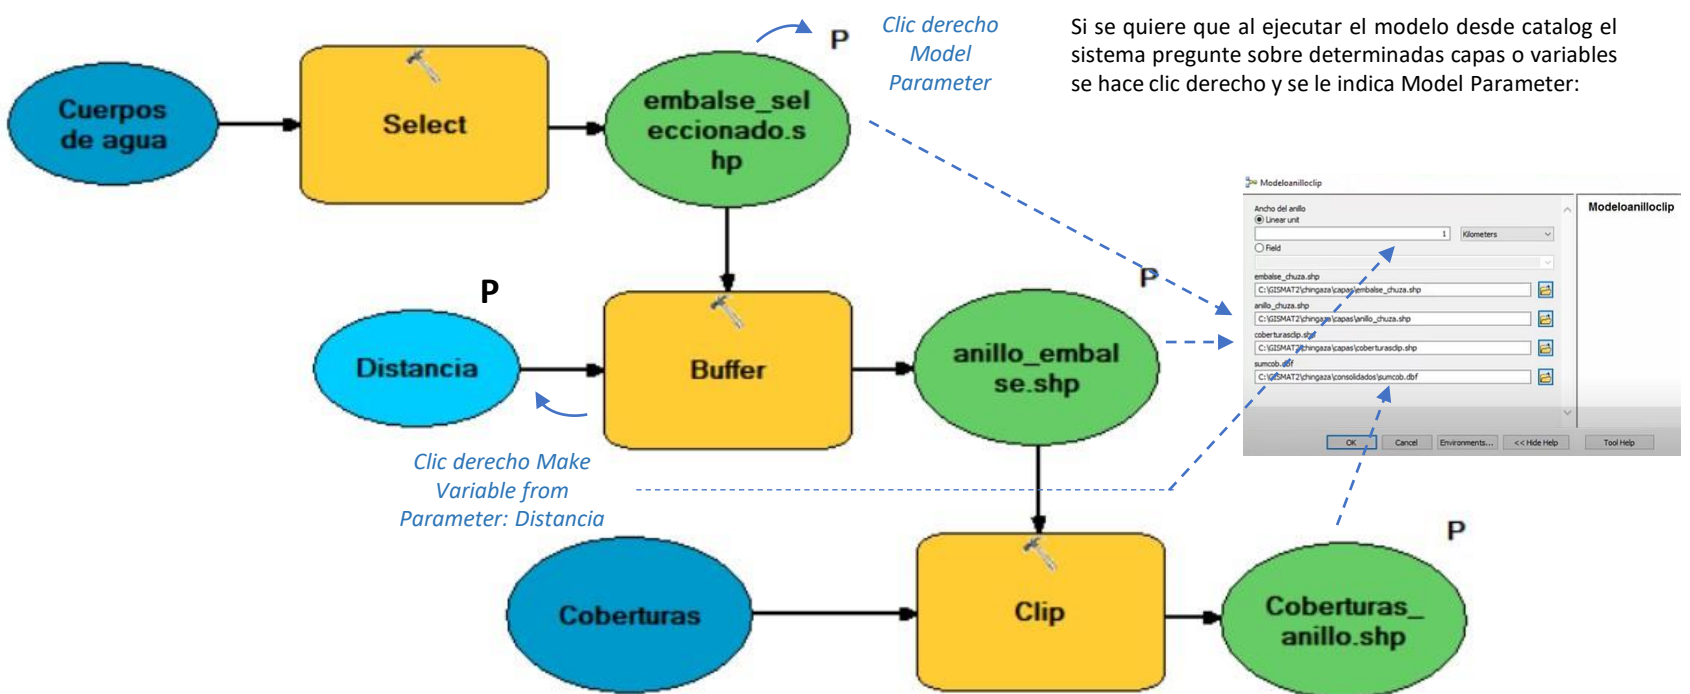 Clic derecho
Model
Parameter
Si se quiere que al ejecutar el modelo desde catalog el
sistema pregunte sobre determinadas capas o variables
se hace clic derecho y se le indica Model Parameter:
P
Cuerpos
de agua
Select
embalse_sel
eccionado.s
hp
P
P
Distancia
Buffer
anillo_embal
se.shp
Clic derecho Make
Variable from
Parameter: Distancia
Coberturas
Clip
Coberturas_
anillo.shp
P
Modeloanilloclip
Ancho del anillo
Linear unit
1 Kilometers
Field
embalse_chuza.shp
C:\GISMAT2\chingaza\capas\embalse_chuza.shp
anillo_chuza.shp
C:\GISMAT2\chingaza\capas\anillo_chuza.shp
coberturasclip.shp
C:\GISMAT2\chingaza\capas\coberturasclip.shp
sumcob.dbf
C:\GISMAT2\chingaza\consolidados\sumcob.dbf
OK Cancel Environments... << Hide Help Tool Help
Modeloanilloclip